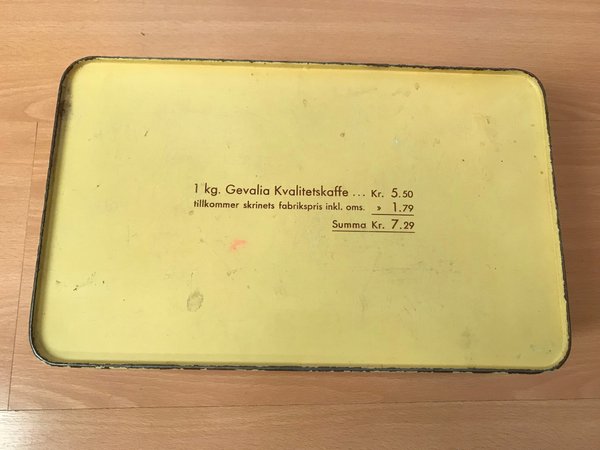 1 kg. Gevalia Kvalitetskaffe ... Kr. 5.50
tillkommer skrinets fabrikspris inkl. oms. » 1.79
Summa Kr. 7.29